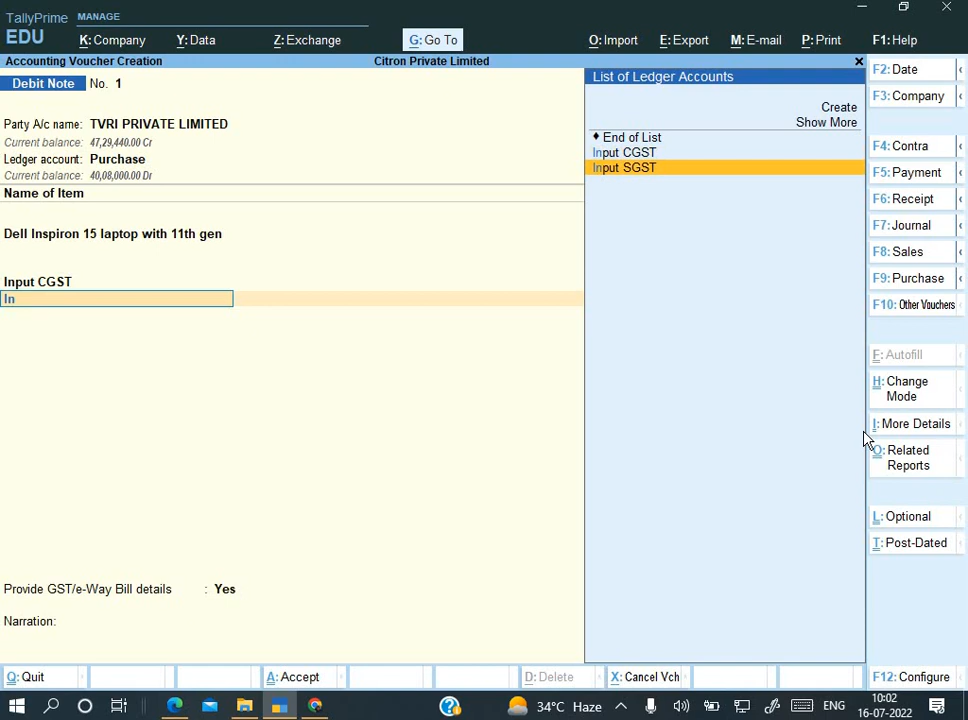 TallyPrime MANAGE
EDU K: Company Y: Data Z: Exchange G: Go To O: Import E: Export M: E-mail P: Print F1: Help
Accounting Voucher Creation Citron Private Limited
Debit Note No. 1
Party A/c name: TVRI PRIVATE LIMITED
Current balance: 47,29,440.00 Cr
Ledger account: Purchase
Current balance: 40,08,000.00 Dr
Name of Item
Dell Inspiron 15 laptop with 11th gen
Input CGST
In
Provide GST/e-Way Bill details : Yes
Narration:
List of Ledger Accounts
Create
Show More
♦ End of List
Input CGST
Input SGST
F2: Date
F3: Company
F4: Contra
F5: Payment
F6: Receipt
F7: Journal
F8: Sales
F9: Purchase
F10: Other Vouchers
F: Autofill
H: Change
Mode
I: More Details
O: Related
Reports
L: Optional
T: Post-Dated
Q: Quit A: Accept D: Delete X: Cancel Vch F12: Configure
34°C Haze ENG 10:02
16-07-2022